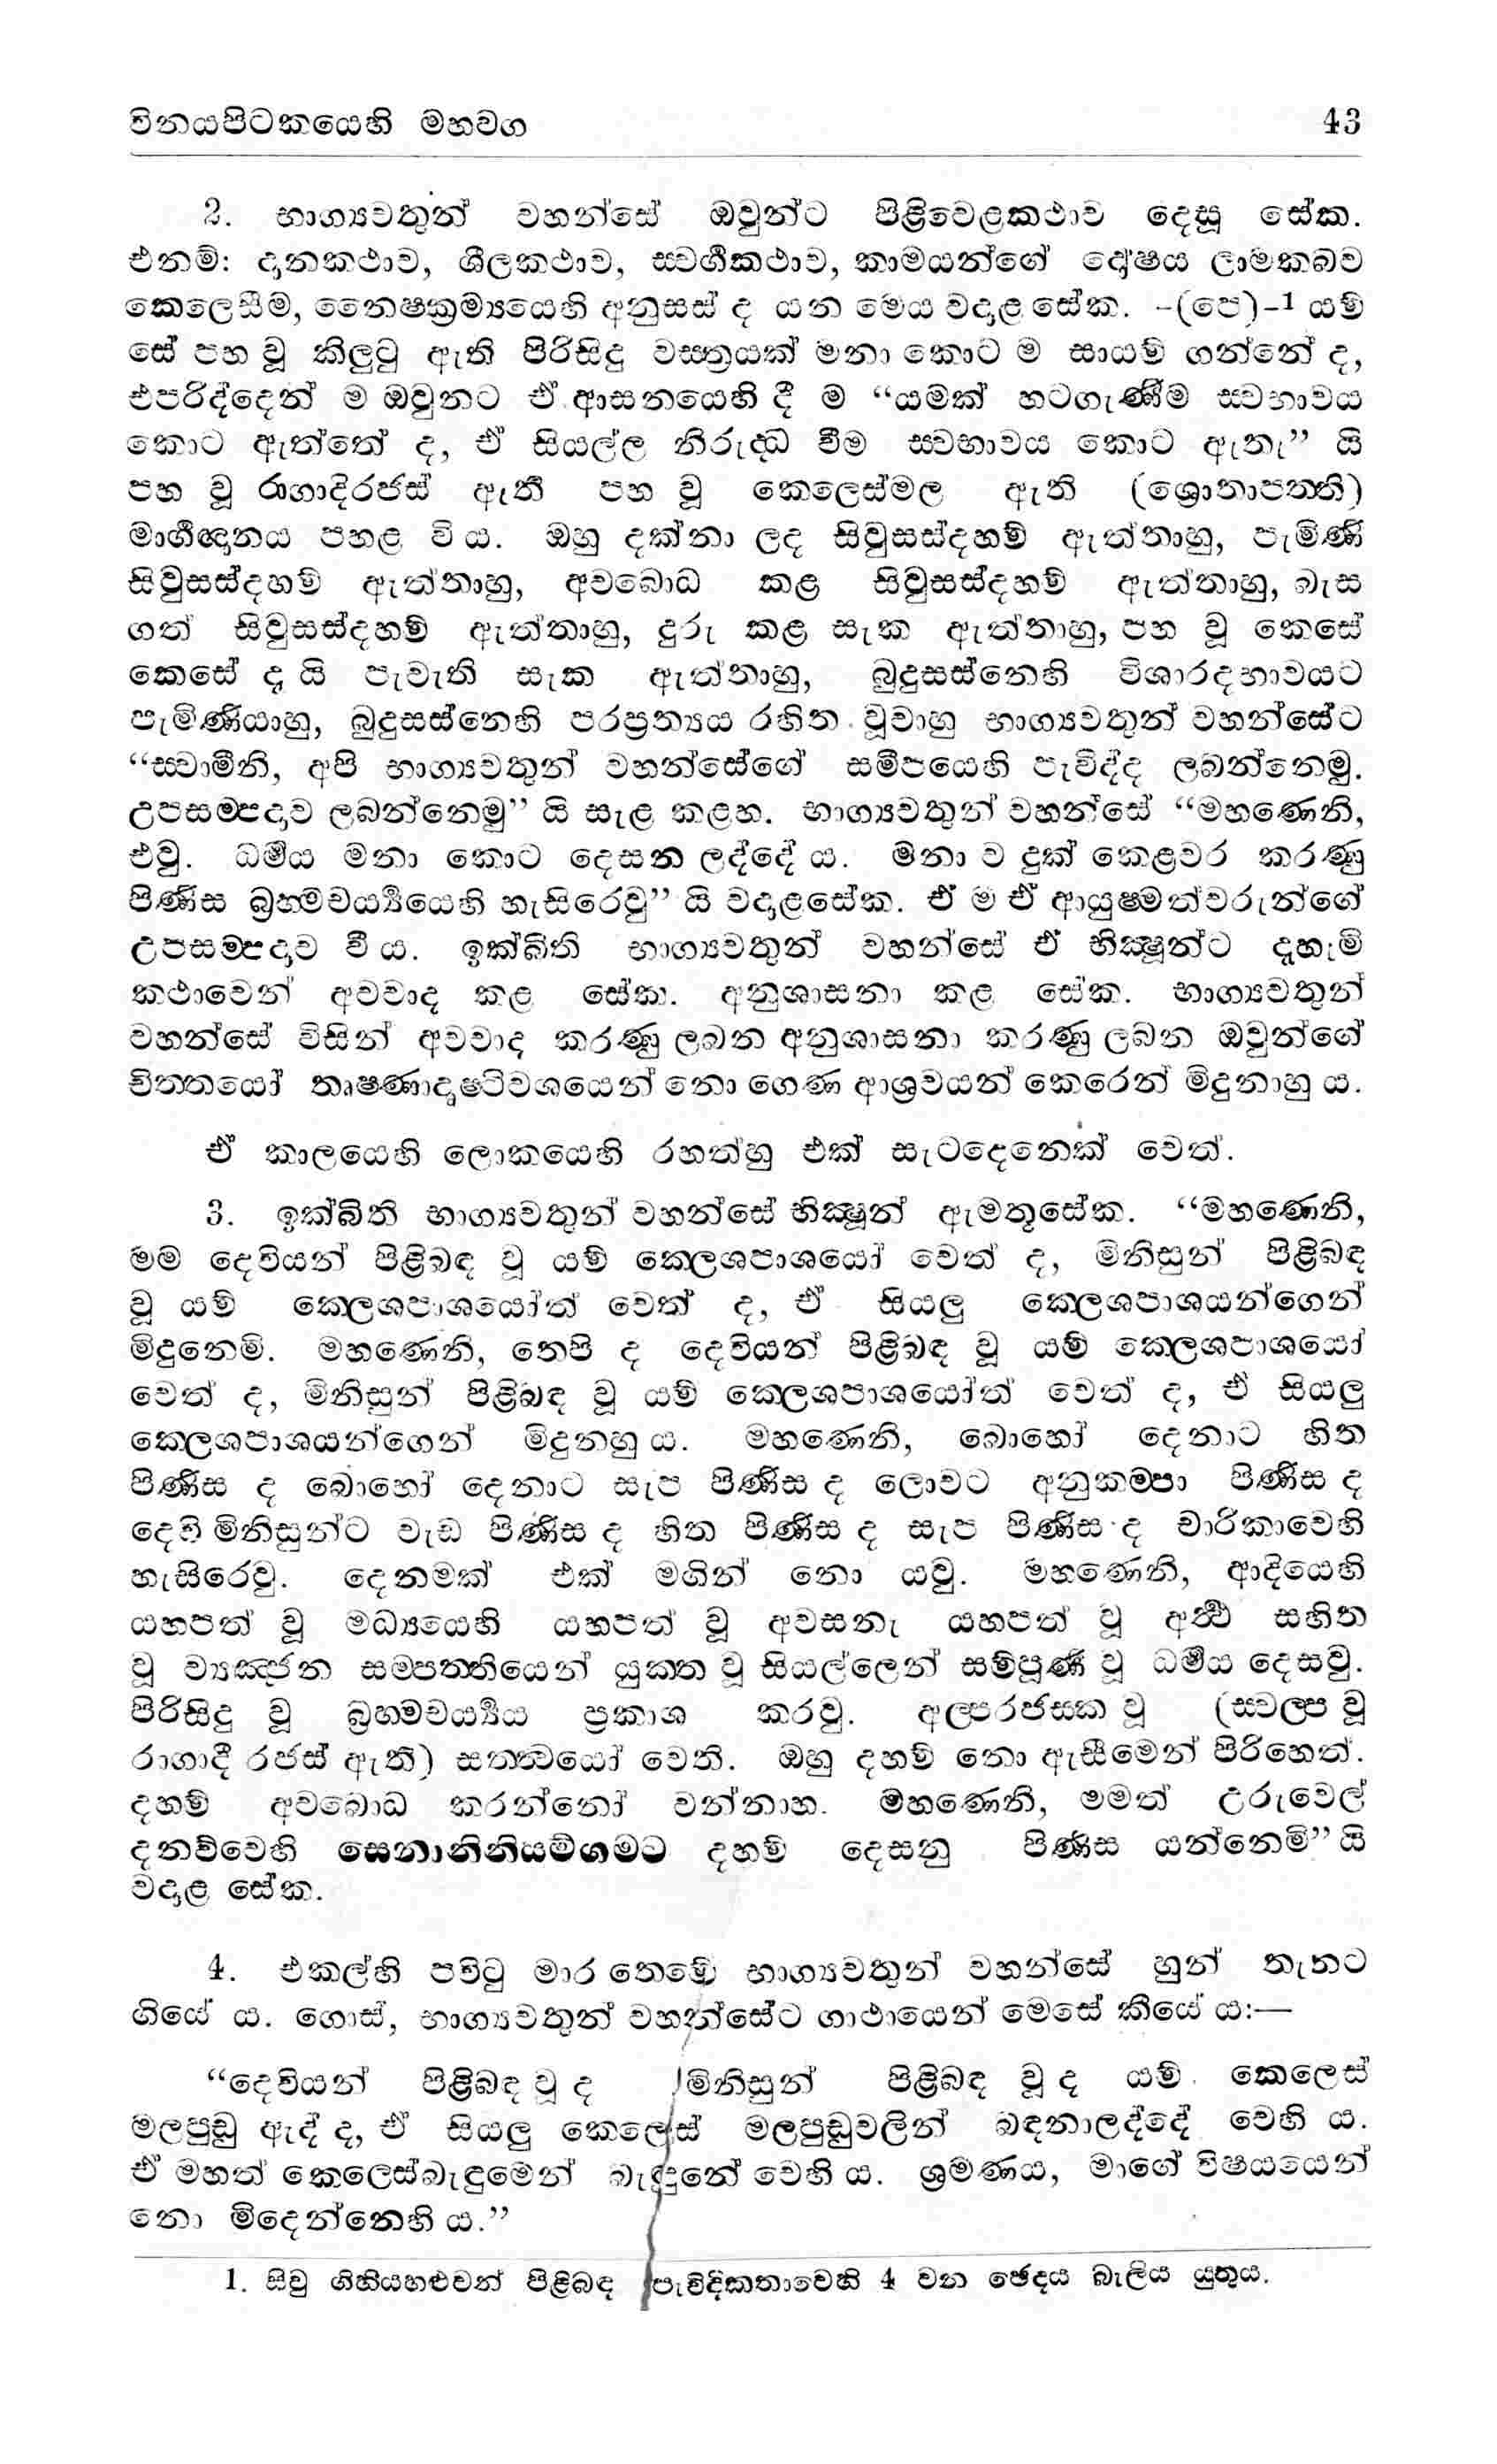 විනයපිටකයෙහි මහවග 43
2. භාග්‍යවතුන් වහන්සේ ඔවුන්ට පිළිවෙළකථාව දෙසූ සේක.
එනම්: දානකථාව, ශීලකථාව, ස්වර්‍ගකථාව, කාමයන්ගේ දෝෂය ලාමකබව
කෙලෙසීම, නෛෂ්ක්‍රම්‍යයෙහි අනුසස් ද යන මෙය වදාළ සේක. -(පෙ)-1 යම්
සේ පහ වූ කිලුටු ඇති පිරිසිදු වස්ත්‍රයක් මනා කොට ම සායම් ගන්නේ ද,
එපරිද්දෙන් ම ඔවුනට ඒ ආසනයෙහි දී ම “යමක් හටගැණීම් ස්වභාවය
කොට ඇත්තේ ද, ඒ සියල්ල නිරුද්ධ වීම් ස්වභාවය කොට ඇතැ” යි
පහ වූ රාගාදිරජස් ඇති පහ වූ කෙලෙස්මල ඇති (ශ්‍රොතාපත්ති)
මාර්‍ගඥානය පහළ වි ය. ඔහු දක්නා ලද සිවුසස්දහම් ඇත්තාහු, පැමිණි
සිවුසස්දහම් ඇත්තාහු, අවබොධ කළ සිවුසස්දහම් ඇත්තාහු, බැස
ගත් සිවුසස්දහම් ඇත්තාහු, දුරු කළ සැක ඇත්තාහු, පහ වූ කෙසේ
කෙසේ ද යි පැවැති සැක ඇත්තාහු, බුදුසස්නෙහි විශාරදභාවයට
පැමිණියාහු, බුදුසස්නෙහි පරප්‍රත්‍යය රහිත වූවාහු භාග්‍යවතුන් වහන්සේට
“ස්වාමීනි, අපි භාග්‍යවතුන් වහන්සේගේ සමීපයෙහි පැවිද්ද ලබන්නෙමු.
උපසම්පදාව ලබන්නෙමු” යි සැළ කළහ. භාග්‍යවතුන් වහන්සේ “මහණෙනි,
එවු. ධර්‍මය මනා කොට දෙසන ලද්දේ ය. මනා ව දුක් කෙළවර කරණු
පිණිස බ්‍රහ්මචර්‍ය්‍යයෙහි හැසිරෙවු” යි වදාළසේක. ඒ ම ඒ ආයුෂ්මත්වරුන්ගේ
උපසම්පදාව වී ය. ඉක්බිති භාග්‍යවතුන් වහන්සේ ඒ භික්ෂූන්ට දැහැමි
කථාවෙන් අවවාද කළ සේක. අනුශාසනා කළ සේක. භාග්‍යවතුන්
වහන්සේ විසින් අවවාද කරණු ලබන අනුශාසනා කරණු ලබන ඔවුන්ගේ
චිත්තයෝ තෘෂ්ණාදෘෂ්ටිවශයෙන් නො ගෙණ ආශ්‍රවයන් කෙරෙන් මිදුනාහු ය.
ඒ කාලයෙහි ලොකයෙහි රහත්හු එක් සැටදෙනෙක් වෙත්.
3. ඉක්බිති භාග්‍යවතුන් වහන්සේ භික්ෂූන් ඇමතූසේක. “මහණෙනි,
මම දෙවියන් පිළිබඳ වූ යම් ක්ලෙශපාශයෝ වෙත් ද, මිනිසුන් පිළිබඳ
වූ යම් ක්ලෙශපාශයෝත් වෙත් ද, ඒ සියලු ක්ලෙශපාශයන්ගෙන්
මිදුනෙමි. මහණෙනි, තෙපි ද දෙවියන් පිළිබඳ වූ යම් ක්ලෙශපාශයෝ
වෙත් ද, මිනිසුන් පිළිබඳ වූ යම් ක්ලෙශපාශයෝත් වෙත් ද, ඒ සියලු
ක්ලෙශපාශයන්ගෙන් මිදුනහු ය. මහණෙනි, බොහෝ දෙනාට හිත
පිණිස ද බොහෝ දෙනාට සැප පිණිස ද ලොවට අනුකම්පා පිණිස ද
දෙවි මිනිසුන්ට වැඩ පිණිස ද හිත පිණිස ද සැප පිණිස ද චාරිකාවෙහි
හැසිරෙවු. දෙනමක් එක් මගින් නො යවු. මහණෙනි, ආදියෙහි
යහපත් වූ මධ්‍යයෙහි යහපත් වූ අවසනැ යහපත් වූ අර්‍ථ සහිත
වූ ව්‍යඤ්ජන සම්පත්තියෙන් යුක්ත වූ සියල්ලෙන් සම්පූර්‍ණ වූ ධර්‍මය දෙසවු.
පිරිසිදු වූ බ්‍රහ්මචර්‍ය්‍යය ප්‍රකාශ කරවු. අල්පරජස්ක වූ (ස්වල්ප වූ
රාගාදී රජස් ඇති) සත්ත්වයෝ වෙති. ඔහු දහම් නො ඇසීමෙන් පිරිහෙත්.
දහම් අවබොධ කරන්නෝ වන්නාහ. මහණෙනි, මමත් උරුවෙල්
දනව්වෙහි සෙනානිනියම්ගමට දහම් දෙසනු පිණිස යන්නෙමි” යි
වදාළ සේක.
4. එකල්හි පවිටු මාර තෙමේ භාග්‍යවතුන් වහන්සේ හුන් තැනට
ගියේ ය. ගොස්, භාග්‍යවතුන් වහන්සේට ගාථායෙන් මෙසේ කීයේ ය:—
“දෙවියන් පිළිබඳ වූ ද මිනිසුන් පිළිබඳ වූ ද යම් කෙලෙස්
මලපුඩු ඇද් ද, ඒ සියලු කෙලෙස් මලපුඩුවලින් බඳනාලද්දේ වෙහි ය.
ඒ මහත් කෙලෙස්බැඳුමෙන් බැඳුනේ වෙහි ය. ශ්‍රමණය, මාගේ විෂයයෙන්
නො මිදෙන්නෙහි ය.”
1. සිවු ගිහියහළුවන් පිළිබඳ පැවිදිකතාවෙහි 4 වන ඡෙදය බැලිය යුතුය.